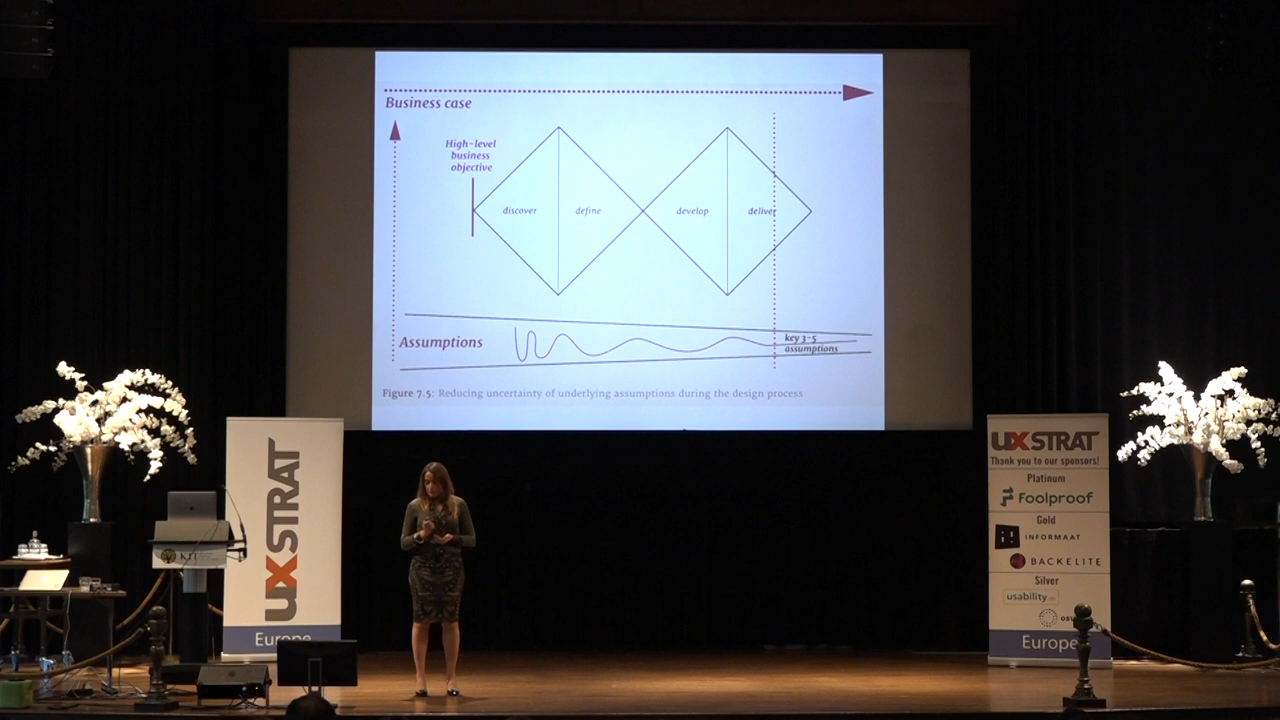 Business case
High-level
business
objective
discover
define
develop
deliver
Assumptions
key 3-5
assumptions
Figure 7.5: Reducing uncertainty of underlying assumptions during the design process
UXSTRAT
Europe
UXSTRAT
Thank you to our sponsors!
Platinum
Foolproof
Gold
INFORMAAT
BACKELITE
Silver
usability
Europe